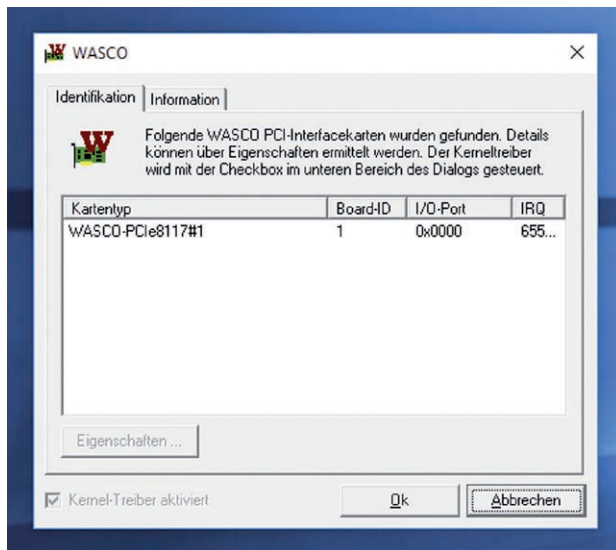 WASCO
Identifikation
Information
Folgende WASCO PCI-Interfacekarten wurden gefunden. Details
können über Eigenschaften ermittelt werden. Der Kerneltreiber
wird mit der Checkbox im unteren Bereich des Dialogs gesteuert.
Kartentyp Board-ID I/O-Port IRQ
WASCO-PCIe8117#1 1 0x0000 655...
Eigenschaften ...
Kernel-Treiber aktiviert
Ok Abbrechen